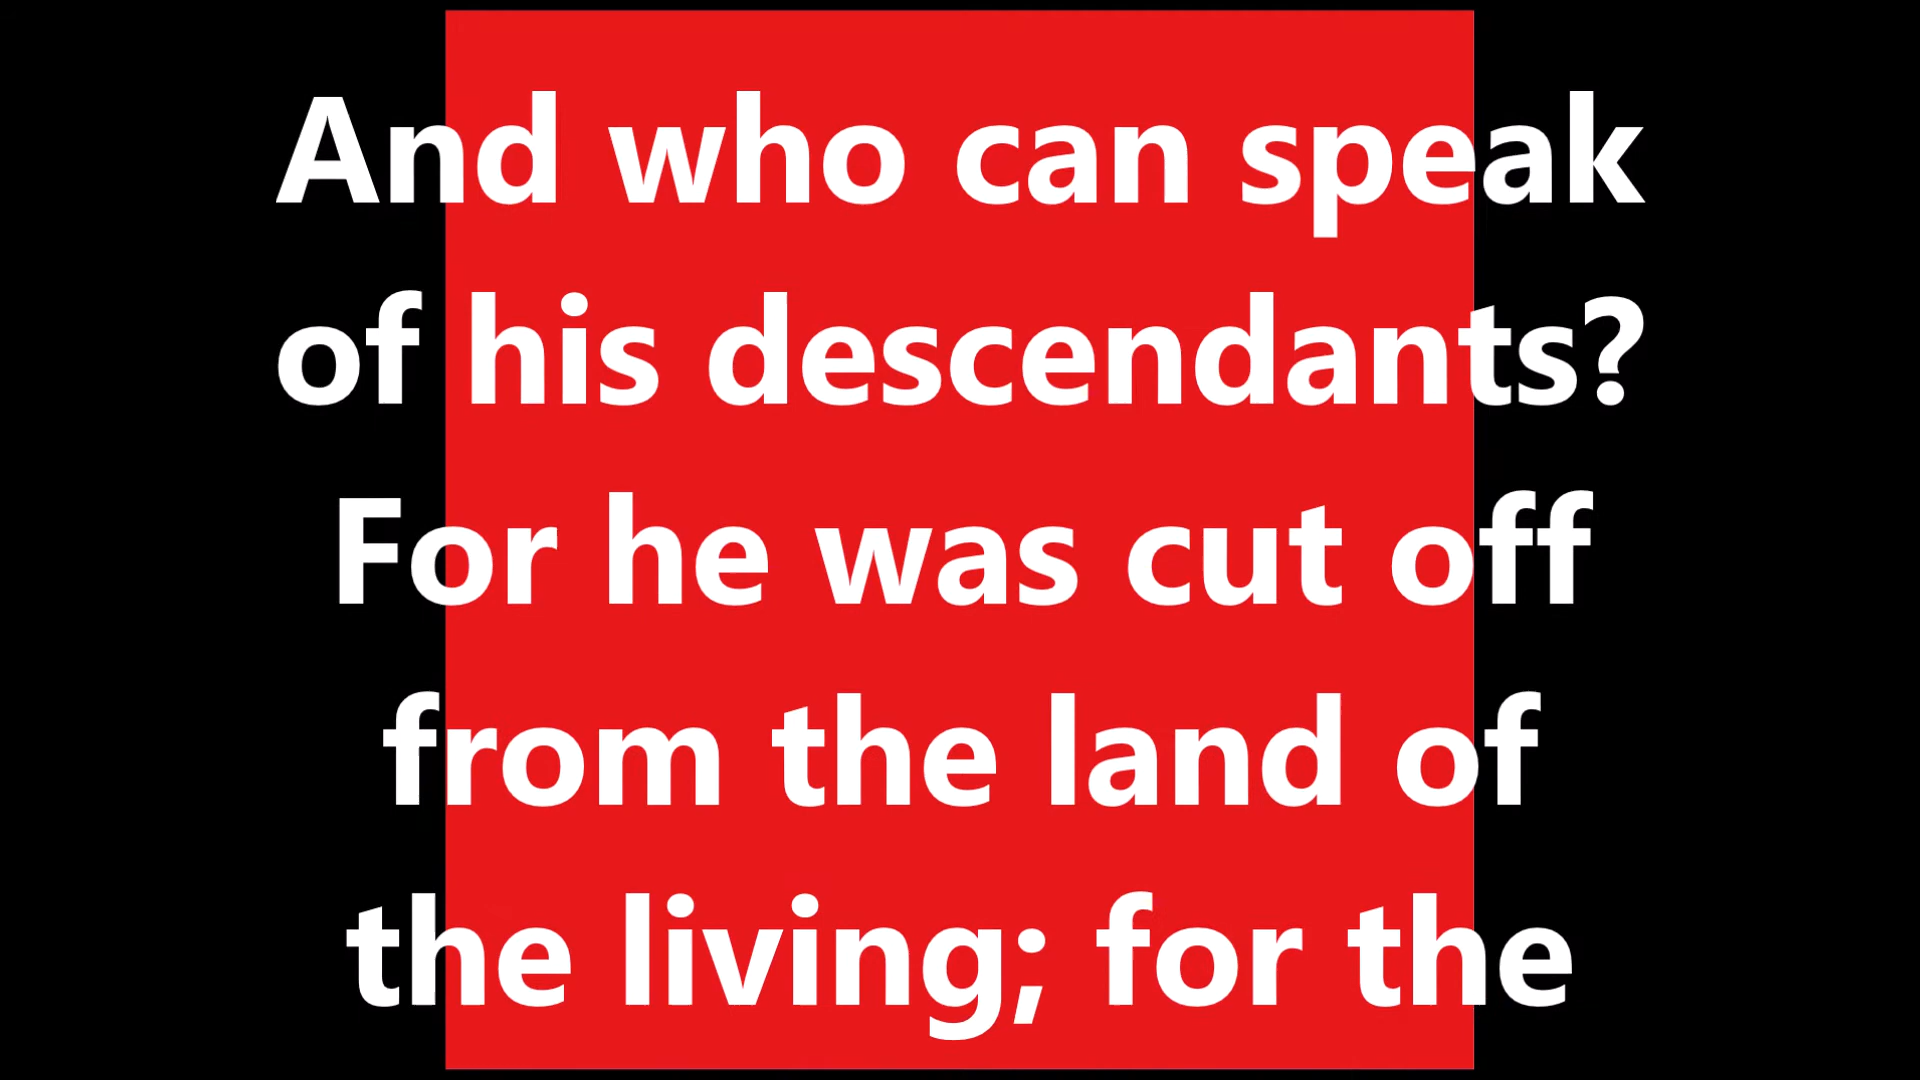 And who can speak
of his descendants?
For he was cut off
from the land of
the living; for the